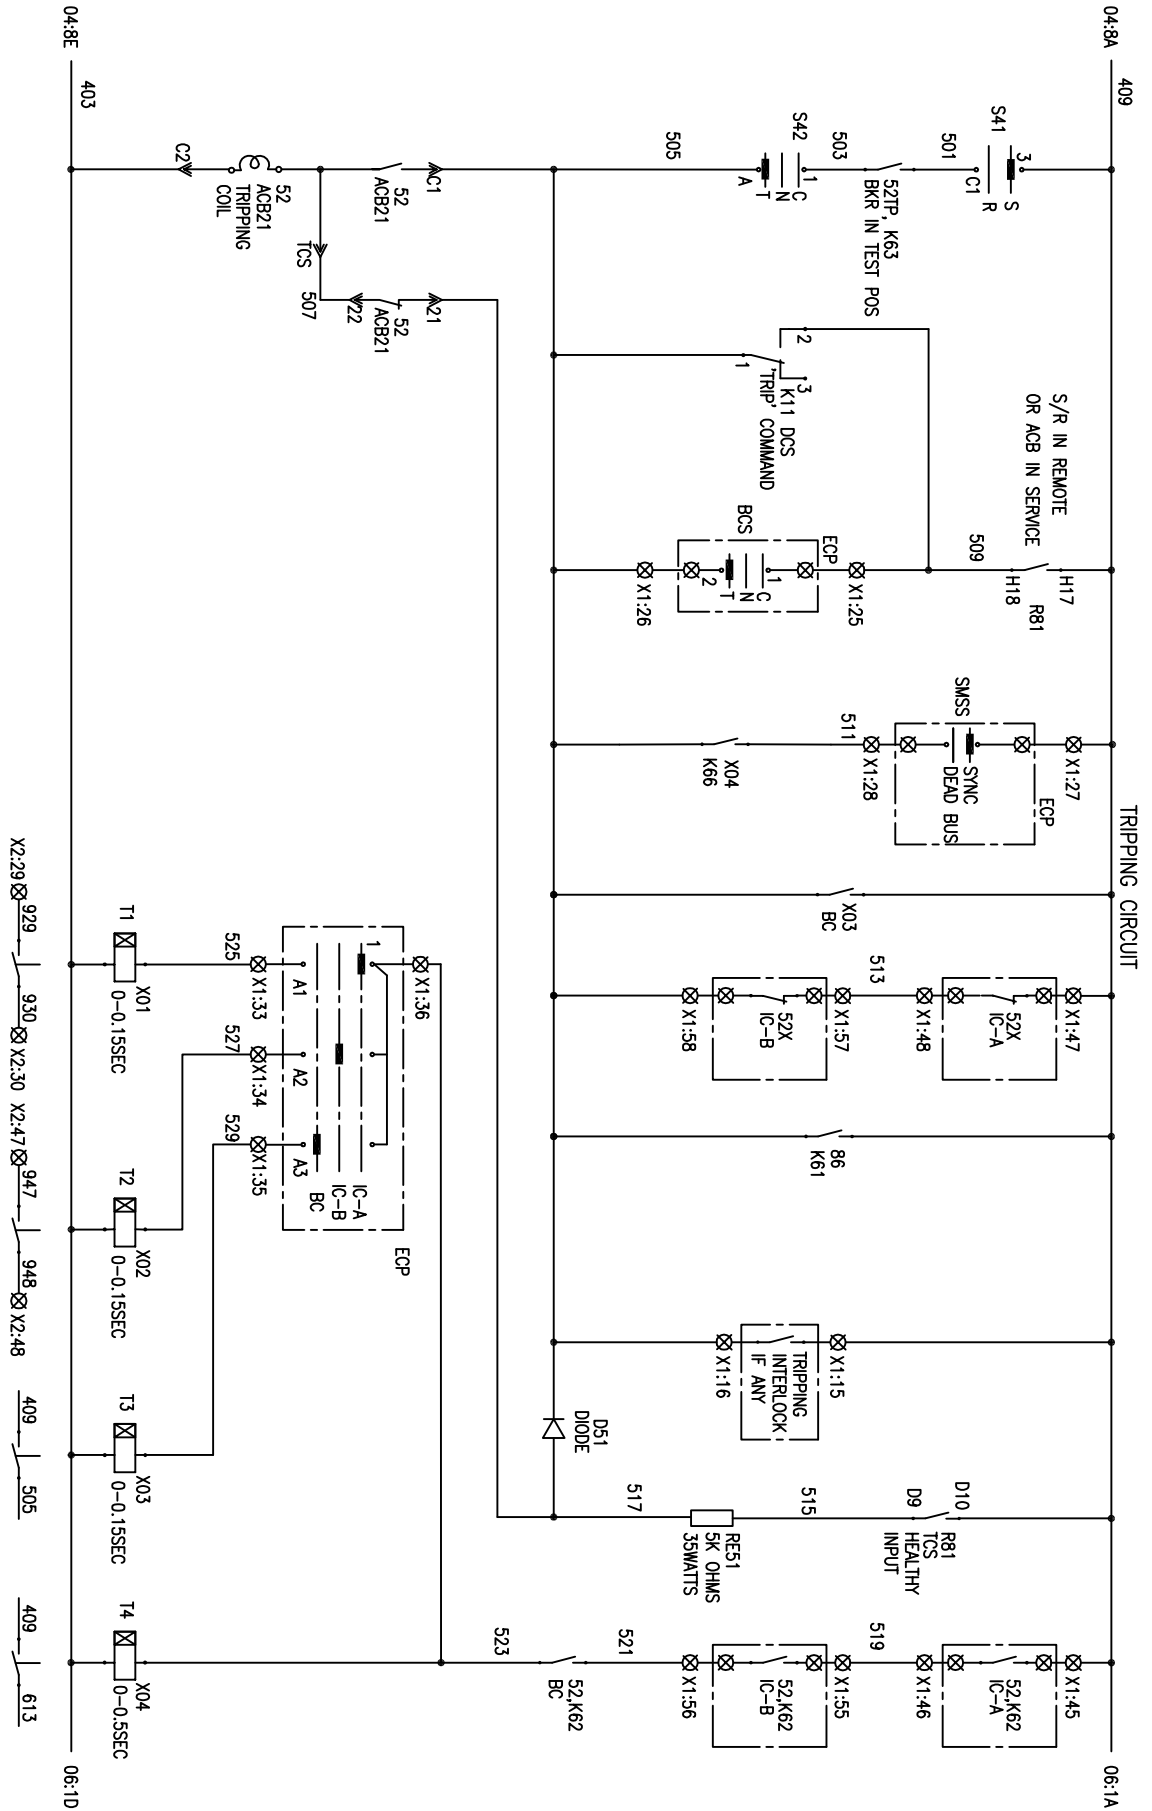 TRIPPING CIRCUIT
04:8A
409
06:1A
S41
3
S
R
C1
501
52TP, K63
BKR IN TEST POS
503
S42
1
C
N
T
A
505
C1
52
ACB21
52
ACB21
TRIPPING
COIL
C2
TCS
507
21
52
ACB21
22
2
3
1
K11 DCS
'TRIP' COMMAND
S/R IN REMOTE
OR ACB IN SERVICE
H17
R81
H18
509
X1:25
ECP
BCS
1
C
N
T
2
X1:26
X1:27
ECP
SMSS
SYNC
DEAD BUS
X1:28
511
X04
K66
X03
BC
X1:47
52X
IC-A
X1:48
513
X1:57
52X
IC-B
X1:58
86
K61
X1:15
TRIPPING
INTERLOCK
IF ANY
X1:16
D51
DIODE
D10
R81
TCS
HEALTHY
INPUT
D9
515
RE51
5K OHMS
35WATTS
517
X1:45
52,K62
IC-A
X1:46
519
X1:55
52,K62
IC-B
X1:56
521
52,K62
BC
523
X1:36
ECP
1
IC-A
IC-B
BC
A1
A2
A3
X1:33
X1:34
X1:35
525
527
529
T1
X01
0-0.15SEC
T2
X02
0-0.15SEC
T3
X03
0-0.15SEC
T4
X04
0-0.5SEC
04:8E
403
06:1D
X2:29
929
930
X2:30
X2:47
947
948
X2:48
409
505
409
613